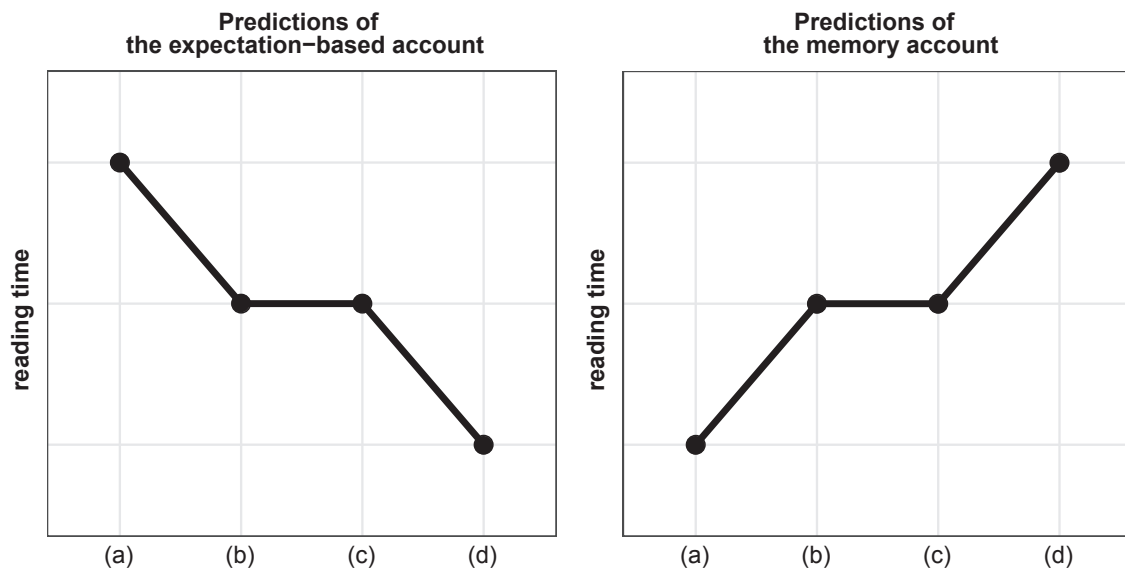 Predictions of
the expectation−based account
reading time
(a) (b) (c) (d)
Predictions of
the memory account
reading time
(a) (b) (c) (d)